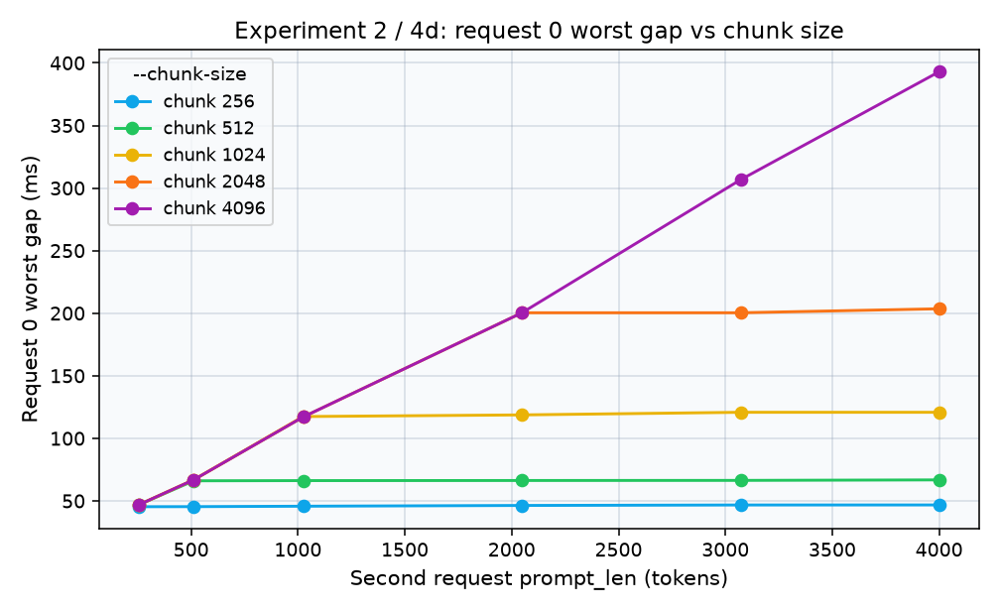 Experiment 2 / 4d: request 0 worst gap vs chunk size
--chunk-size
chunk 256
chunk 512
chunk 1024
chunk 2048
chunk 4096
Request 0 worst gap (ms)
400
350
300
250
200
150
100
50
500 1000 1500 2000 2500 3000 3500 4000
Second request prompt_len (tokens)